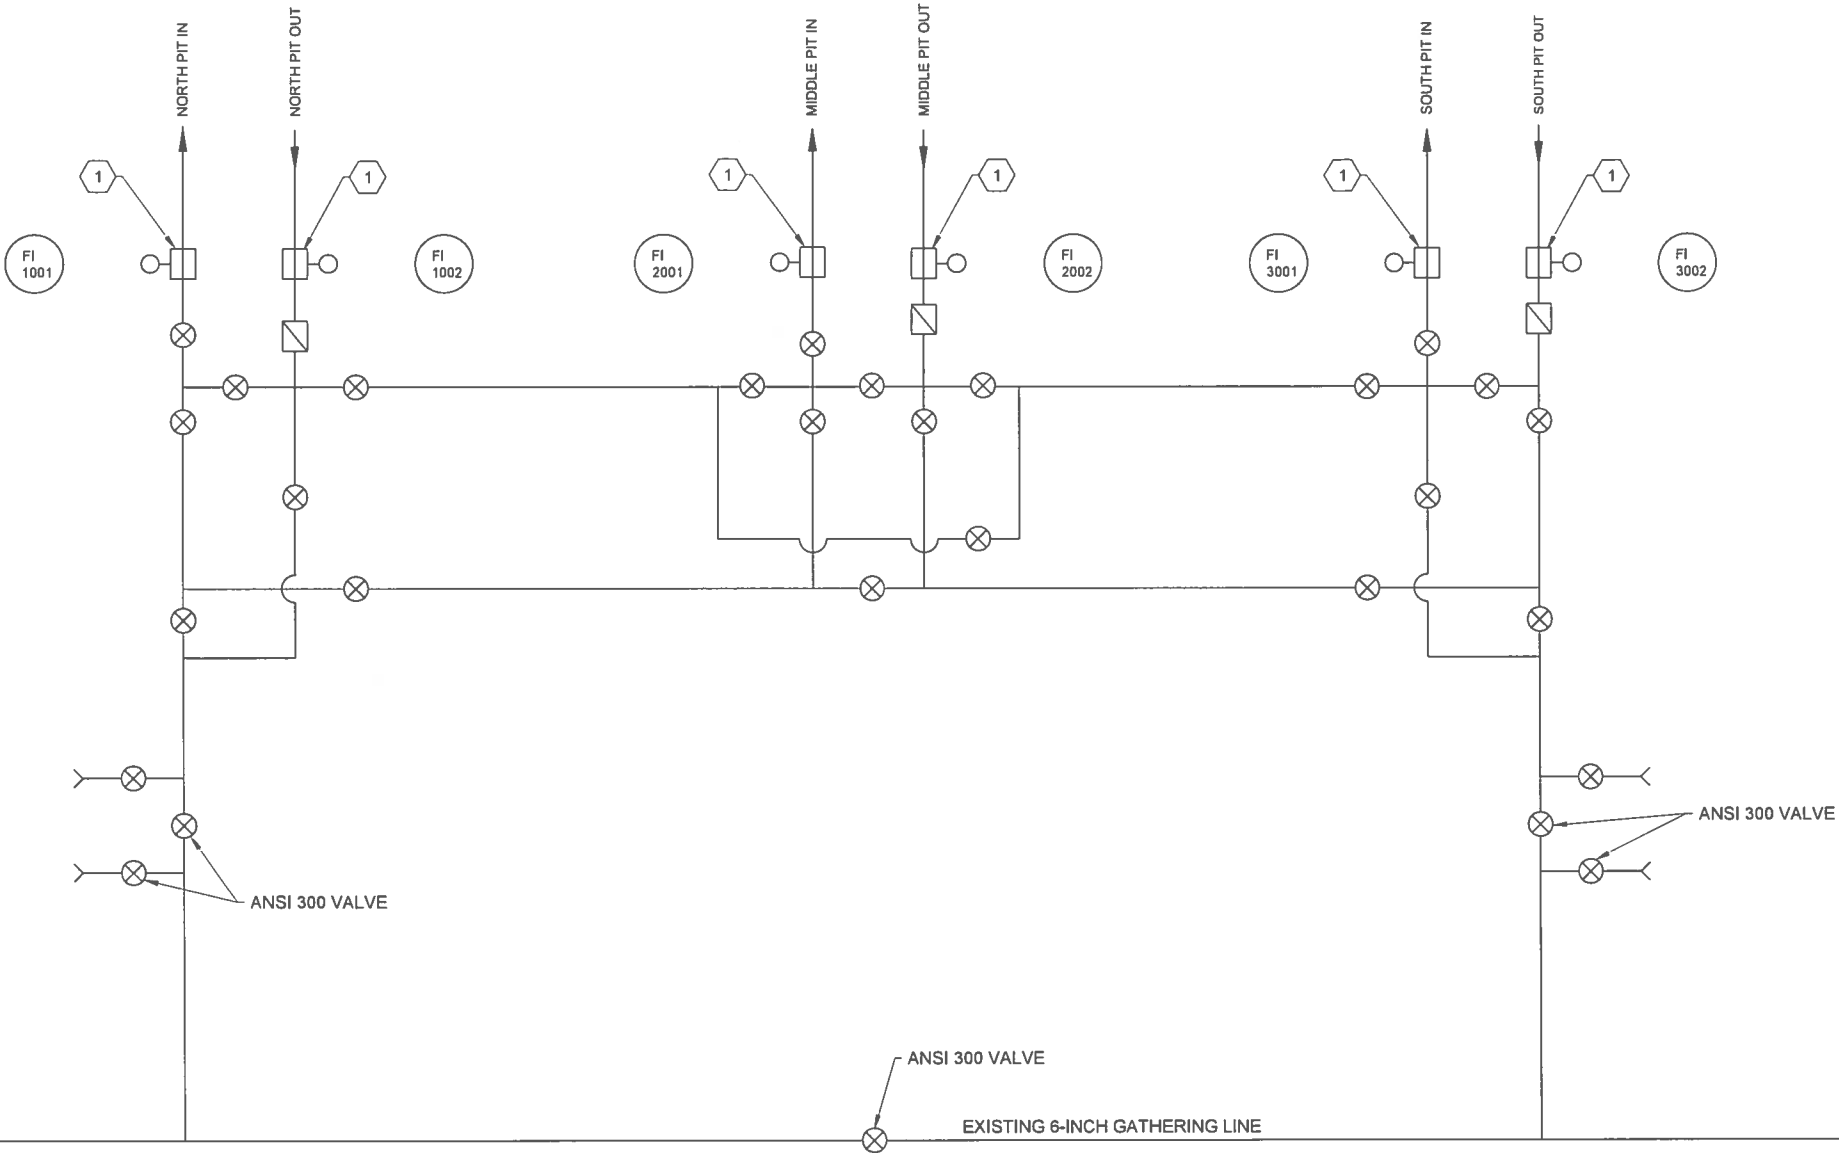 NORTH PIT IN
NORTH PIT OUT
MIDDLE PIT IN
MIDDLE PIT OUT
SOUTH PIT IN
SOUTH PIT OUT
1
1
1
1
1
1
FI
1001
FI
1002
FI
2001
FI
2002
FI
3001
FI
3002
ANSI 300 VALVE
ANSI 300 VALVE
ANSI 300 VALVE
EXISTING 6-INCH GATHERING LINE